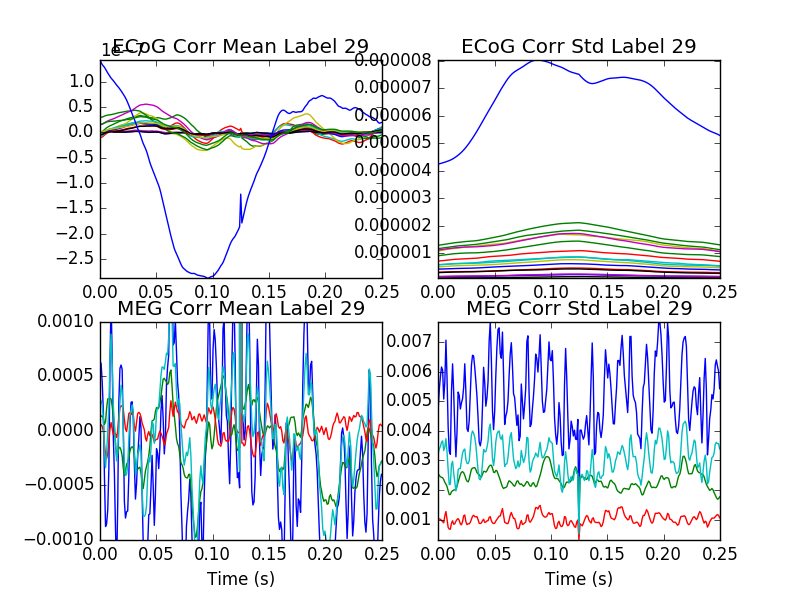 ECoG Corr Mean Label 29
ECoG Corr Std Label 29
1e−7
1.0
0.5
0.0
−0.5
−1.0
−1.5
−2.0
−2.5
0.00 0.05 0.10 0.15 0.20 0.25
0.000008
0.000007
0.000006
0.000005
0.000004
0.000003
0.000002
0.000001
0.00 0.05 0.10 0.15 0.20 0.25
MEG Corr Mean Label 29
MEG Corr Std Label 29
0.0010
0.0005
0.0000
−0.0005
−0.0010
0.00 0.05 0.10 0.15 0.20 0.25
Time (s)
0.007
0.006
0.005
0.004
0.003
0.002
0.001
0.00 0.05 0.10 0.15 0.20 0.25
Time (s)